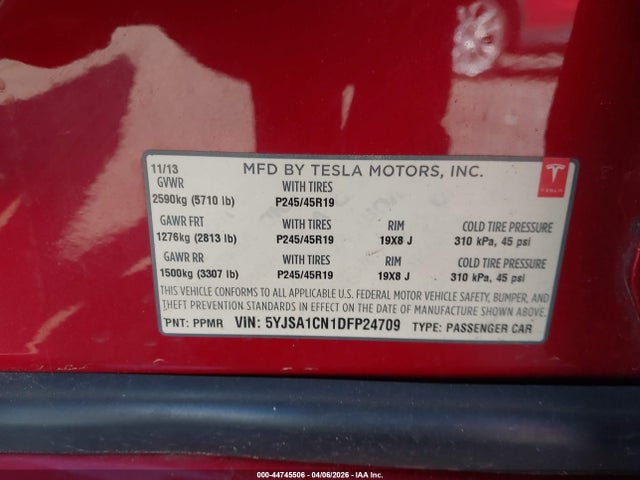 11/13 MFD BY TESLA MOTORS, INC.
GVWR WITH TIRES
2590kg (5710 lb) P245/45R19
TESLA
GAWR FRT WITH TIRES RIM COLD TIRE PRESSURE
1276kg (2813 lb) P245/45R19 19X8 J 310 kPa, 45 psi
GAWR RR WITH TIRES RIM COLD TIRE PRESSURE
1500kg (3307 lb) P245/45R19 19X8 J 310 kPa, 45 psi
THIS VEHICLE CONFORMS TO ALL APPLICABLE U.S. FEDERAL MOTOR VEHICLE SAFETY, BUMPER, AND
THEFT PREVENTION STANDARDS IN EFFECT ON THE DATE OF MANUFACTURE SHOWN ABOVE.
PNT: PPMR VIN: 5YJSA1CN1DFP24709 TYPE: PASSENGER CAR
000-44745506 - 04/06/2026 - IAA Inc.